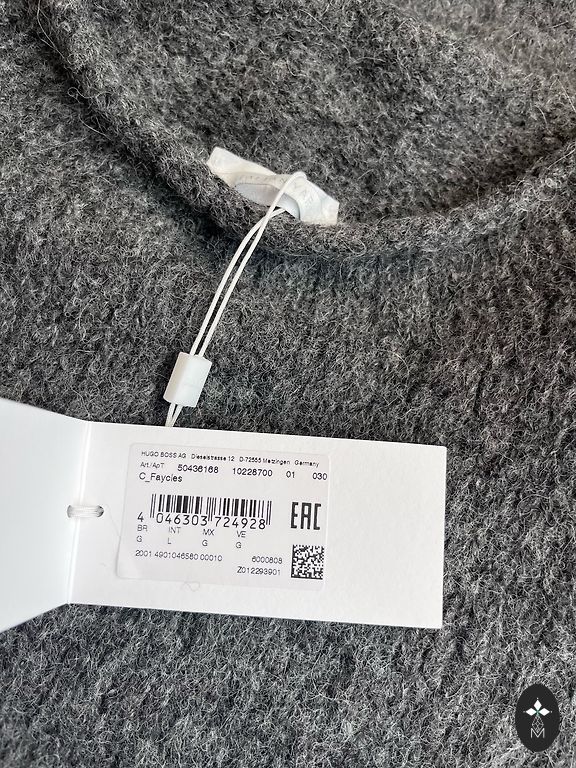 HUGO BOSS AG Dieselstrasse 12 D-72555 Metzingen Germany
Art./ApT 50436168 10228700 01 030
C_Faycles
EAC
4 046303 724928
BR INT MX VE
G L G G
2001 4901046580 00010 6000808
Z012293901
M